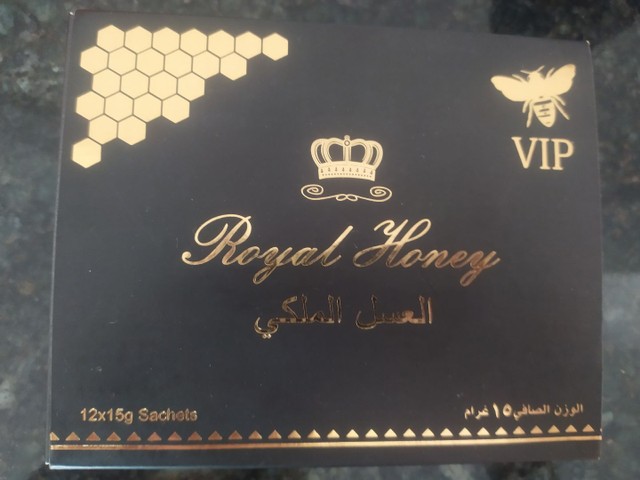 VIP
Royal Honey
العسل الملكي
12x15g Sachets
الوزن الصافي ١٥ غرام